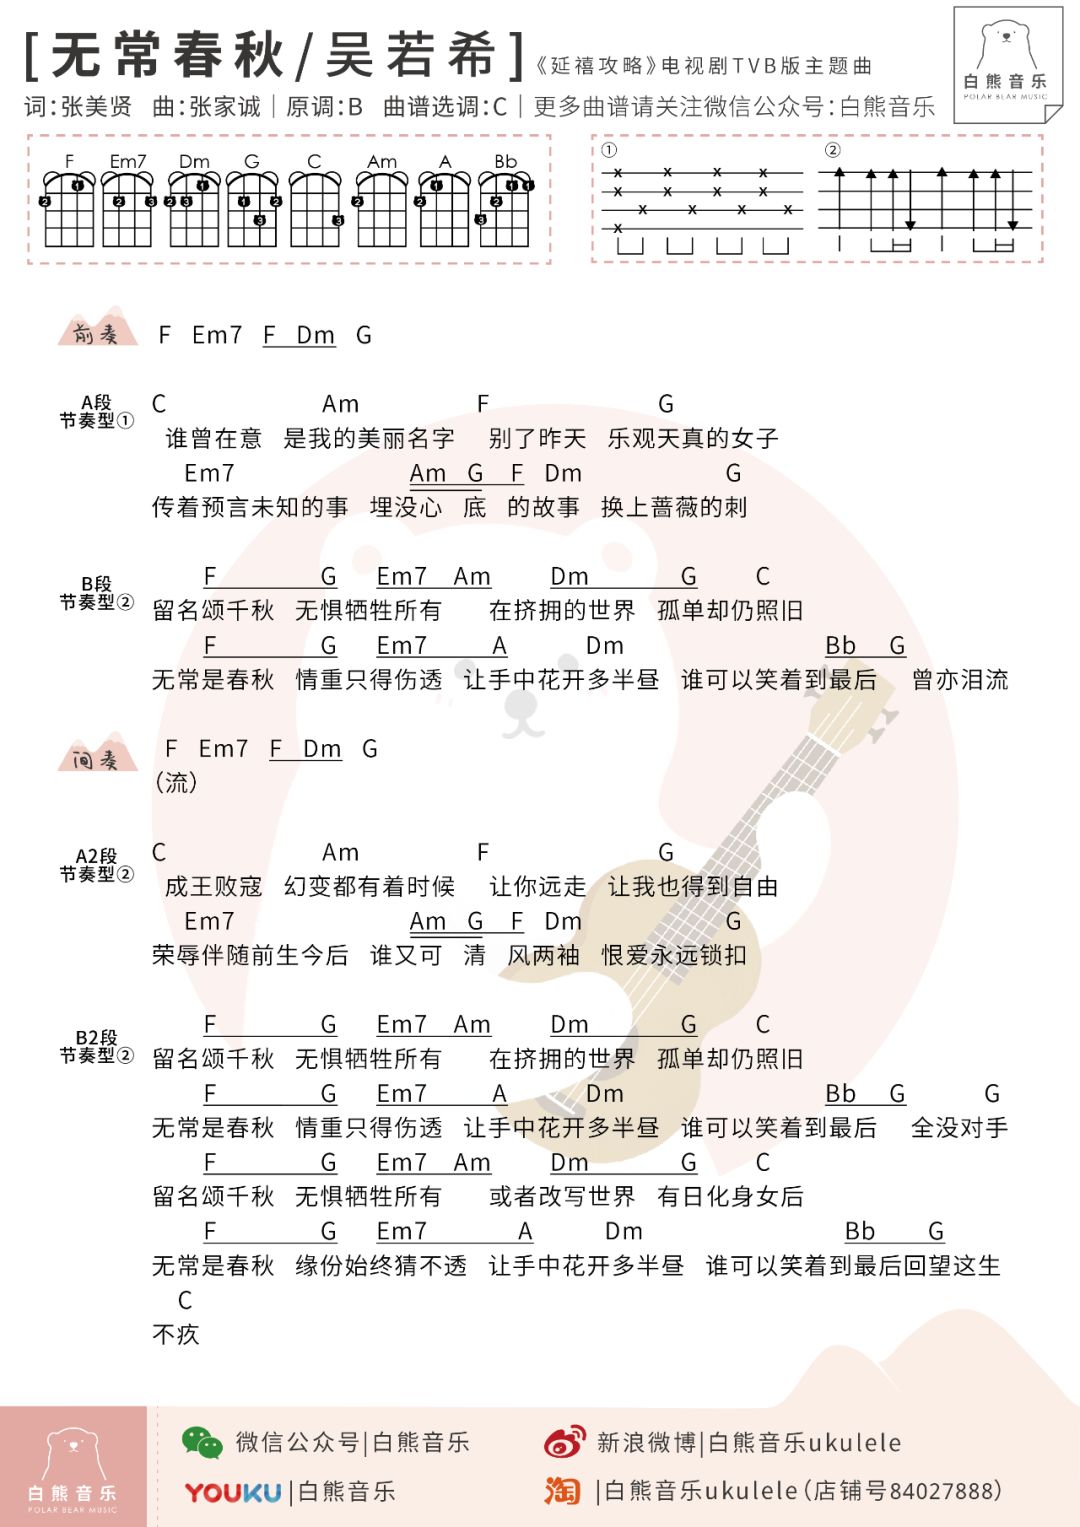 [无常春秋/吴若希]《延禧攻略》电视剧TVB版主题曲
白熊音乐
POLAR BEAR MUSIC
词:张美贤 曲:张家诚|原调:B 曲谱选调:C|更多曲谱请关注微信公众号:白熊音乐
F Em7 Dm G C Am A Bb
① ②
前奏 F Em7 F Dm G
A段
节奏型①
C Am F G
谁曾在意 是我的美丽名字 别了昨天 乐观天真的女子
Em7 Am G F Dm G
传着预言未知的事 埋没心 底 的故事 换上蔷薇的刺
B段
节奏型②
F G Em7 Am Dm G C
留名颂千秋 无惧牺牲所有 在挤拥的世界 孤单却仍照旧
F G Em7 A Dm Bb G
无常是春秋 情重只得伤透 让手中花开多半昼 谁可以笑着到最后 曾亦泪流
间奏 F Em7 F Dm G
(流)
A2段
节奏型②
C Am F G
成王败寇 幻变都有着时候 让你远走 让我也得到自由
Em7 Am G F Dm G
荣辱伴随前生今后 谁又可 清 风两袖 恨爱永远锁扣
B2段
节奏型②
F G Em7 Am Dm G C
留名颂千秋 无惧牺牲所有 在挤拥的世界 孤单却仍照旧
F G Em7 A Dm Bb G G
无常是春秋 情重只得伤透 让手中花开多半昼 谁可以笑着到最后 全没对手
F G Em7 Am Dm G C
留名颂千秋 无惧牺牲所有 或者改写世界 有日化身女后
F G Em7 A Dm Bb G
无常是春秋 缘份始终猜不透 让手中花开多半昼 谁可以笑着到最后回望这生
C
不疚
白熊音乐
POLAR BEAR MUSIC
微信公众号|白熊音乐
新浪微博|白熊音乐ukulele
YOUKU|白熊音乐
淘|白熊音乐ukulele(店铺号84027888)